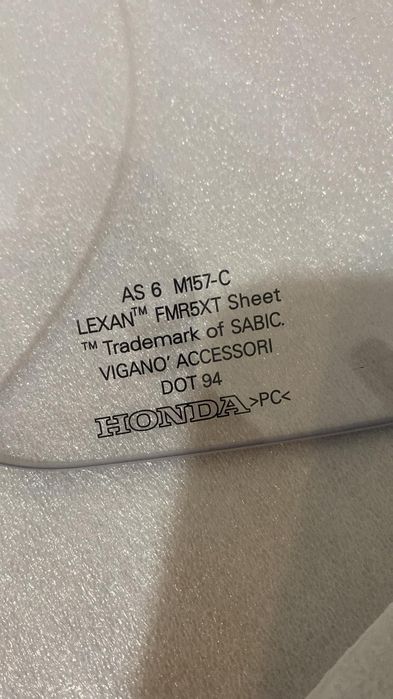 AS 6 M157-C
LEXAN™ FMR5XT Sheet
™ Trademark of SABIC.
VIGANO' ACCESSORI
DOT 94
HONDA >PC<